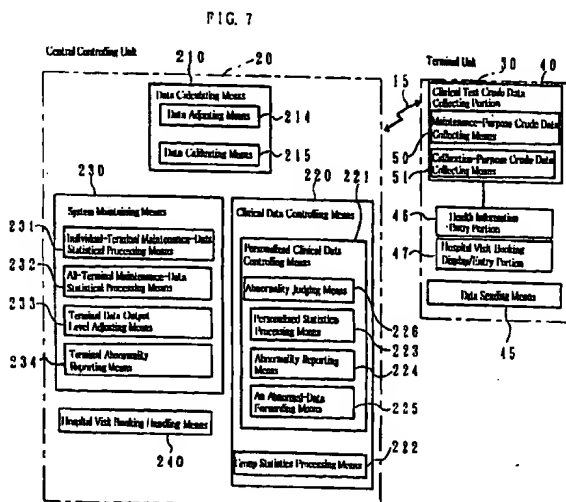 FIG. 7
Central Controlling Unit
20
210
Data Calculating Means
Data Adjusting Means
214
Data Calibrating Means
215
230
System Maintaining Means
231
Individual-Terminal Maintenance-Data
Statistical Processing Means
232
All-Terminal Maintenance-Data
Statistical Processing Means
233
Terminal Data Output
Level Adjusting Means
234
Terminal Abnormality
Reporting Means
Hospital Visit Booking Handling Means
240
220
221
Clinical Data Controlling Means
Personalized Clinical Data
Controlling Means
Abnormality Judging Means
226
Personalized Statistics
Processing Means
223
Abnormality Reporting
Means
224
An Abnormal-Data
Forwarding Means
225
222
Group Statistics Processing Means
15
Terminal Unit
30
40
Clinical Test Crude Data
Collecting Portion
Maintenance-Purpose Crude Data
Collecting Means
50
Calibration-Purpose Crude Data
Collecting Means
51
46
Health Information
Entry Portion
47
Hospital Visit Booking
Display/Entry Portion
Data Sending Means
45